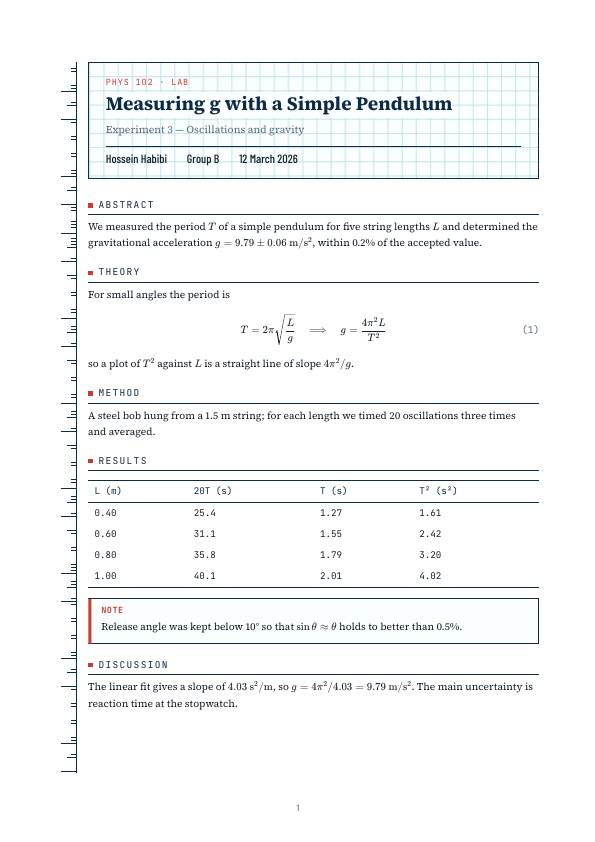 PHYS 102 · LAB
Measuring g with a Simple Pendulum
Experiment 3 — Oscillations and gravity
Hossein Habibi Group B 12 March 2026
ABSTRACT
We measured the period T of a simple pendulum for five string lengths L and determined the
gravitational acceleration g = 9.79 ± 0.06 m/s², within 0.2% of the accepted value.
THEORY
For small angles the period is
T = 2π√(L/g) ⟹ g = 4π²L/T² (1)
so a plot of T² against L is a straight line of slope 4π²/g.
METHOD
A steel bob hung from a 1.5 m string; for each length we timed 20 oscillations three times
and averaged.
RESULTS
L (m) 20T (s) T (s) T² (s²)
0.40 25.4 1.27 1.61
0.60 31.1 1.55 2.42
0.80 35.8 1.79 3.20
1.00 40.1 2.01 4.02
NOTE
Release angle was kept below 10° so that sin θ ≈ θ holds to better than 0.5%.
DISCUSSION
The linear fit gives a slope of 4.03 s²/m, so g = 4π²/4.03 = 9.79 m/s². The main uncertainty is
reaction time at the stopwatch.
1